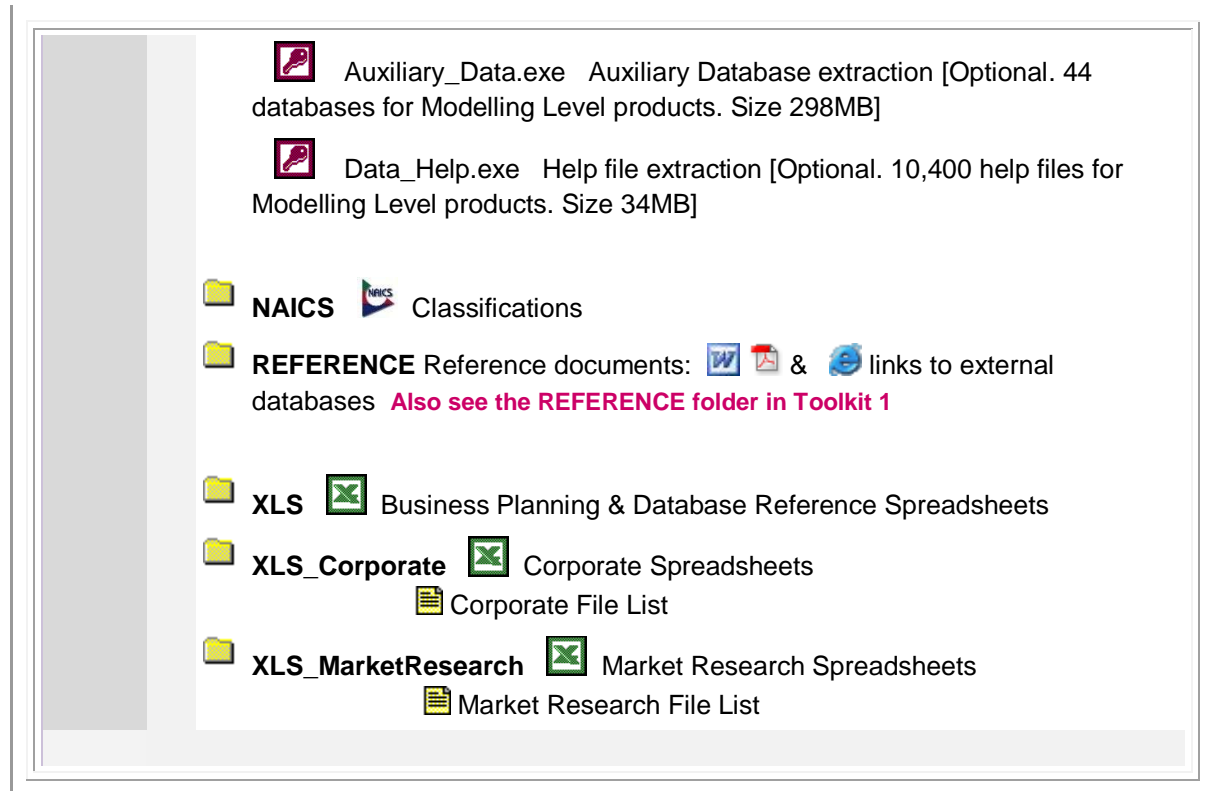 Auxiliary_Data.exe Auxiliary Database extraction [Optional. 44
databases for Modelling Level products. Size 298MB]
Data_Help.exe Help file extraction [Optional. 10,400 help files for
Modelling Level products. Size 34MB]
NAICS NAICS Classifications
REFERENCE Reference documents: W & links to external
databases Also see the REFERENCE folder in Toolkit 1
XLS Business Planning & Database Reference Spreadsheets
XLS_Corporate Corporate Spreadsheets
Corporate File List
XLS_MarketResearch Market Research Spreadsheets
Market Research File List